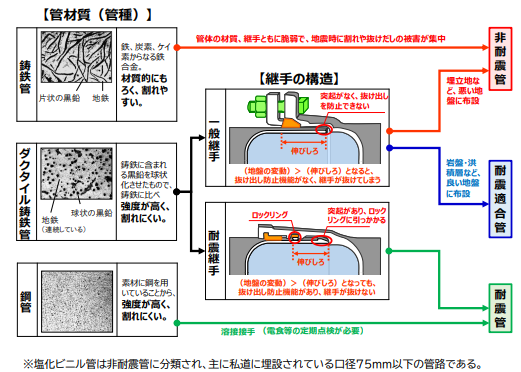 【管材質（管種）】
鋳鉄管
片状の黒鉛
地鉄
鉄、炭素、ケイ
素からなる鉄
合金。
材質的にも
ろく、割れや
すい。
管体の材質、継手ともに脆弱で、地震時に割れや抜けだしの被害が集中
非耐震管
【継手の構造】
埋立地な
ど、悪い地
盤に布設
ダクタイル鋳鉄管
地鉄
（連続している）
球状の黒鉛
鋳鉄に含まれ
る黒鉛を球状
化させたもので、
鋳鉄に比べ
強度が高く、
割れにくい。
一般継手
突起がなく、抜け出し
を防止できない
伸びしろ
（地盤の変動）＞（伸びしろ）となると、
抜け出し防止機能がなく、継手が抜けてしまう
岩盤・洪
積層など、
良い地盤
に布設
耐震適合管
耐震継手
ロックリング
突起があり、ロック
リングに引っかかる
伸びしろ
（地盤の変動）＞（伸びしろ）となっても、
抜け出し防止機能があり、継手が抜けない
鋼管
素材に鋼を用
いていることから、
強度が高く、
割れにくい。
溶接接手（電食等の定期点検が必要）
耐震管
※塩化ビニル管は非耐震管に分類され、主に私道に埋設されている口径75mm以下の管路である。